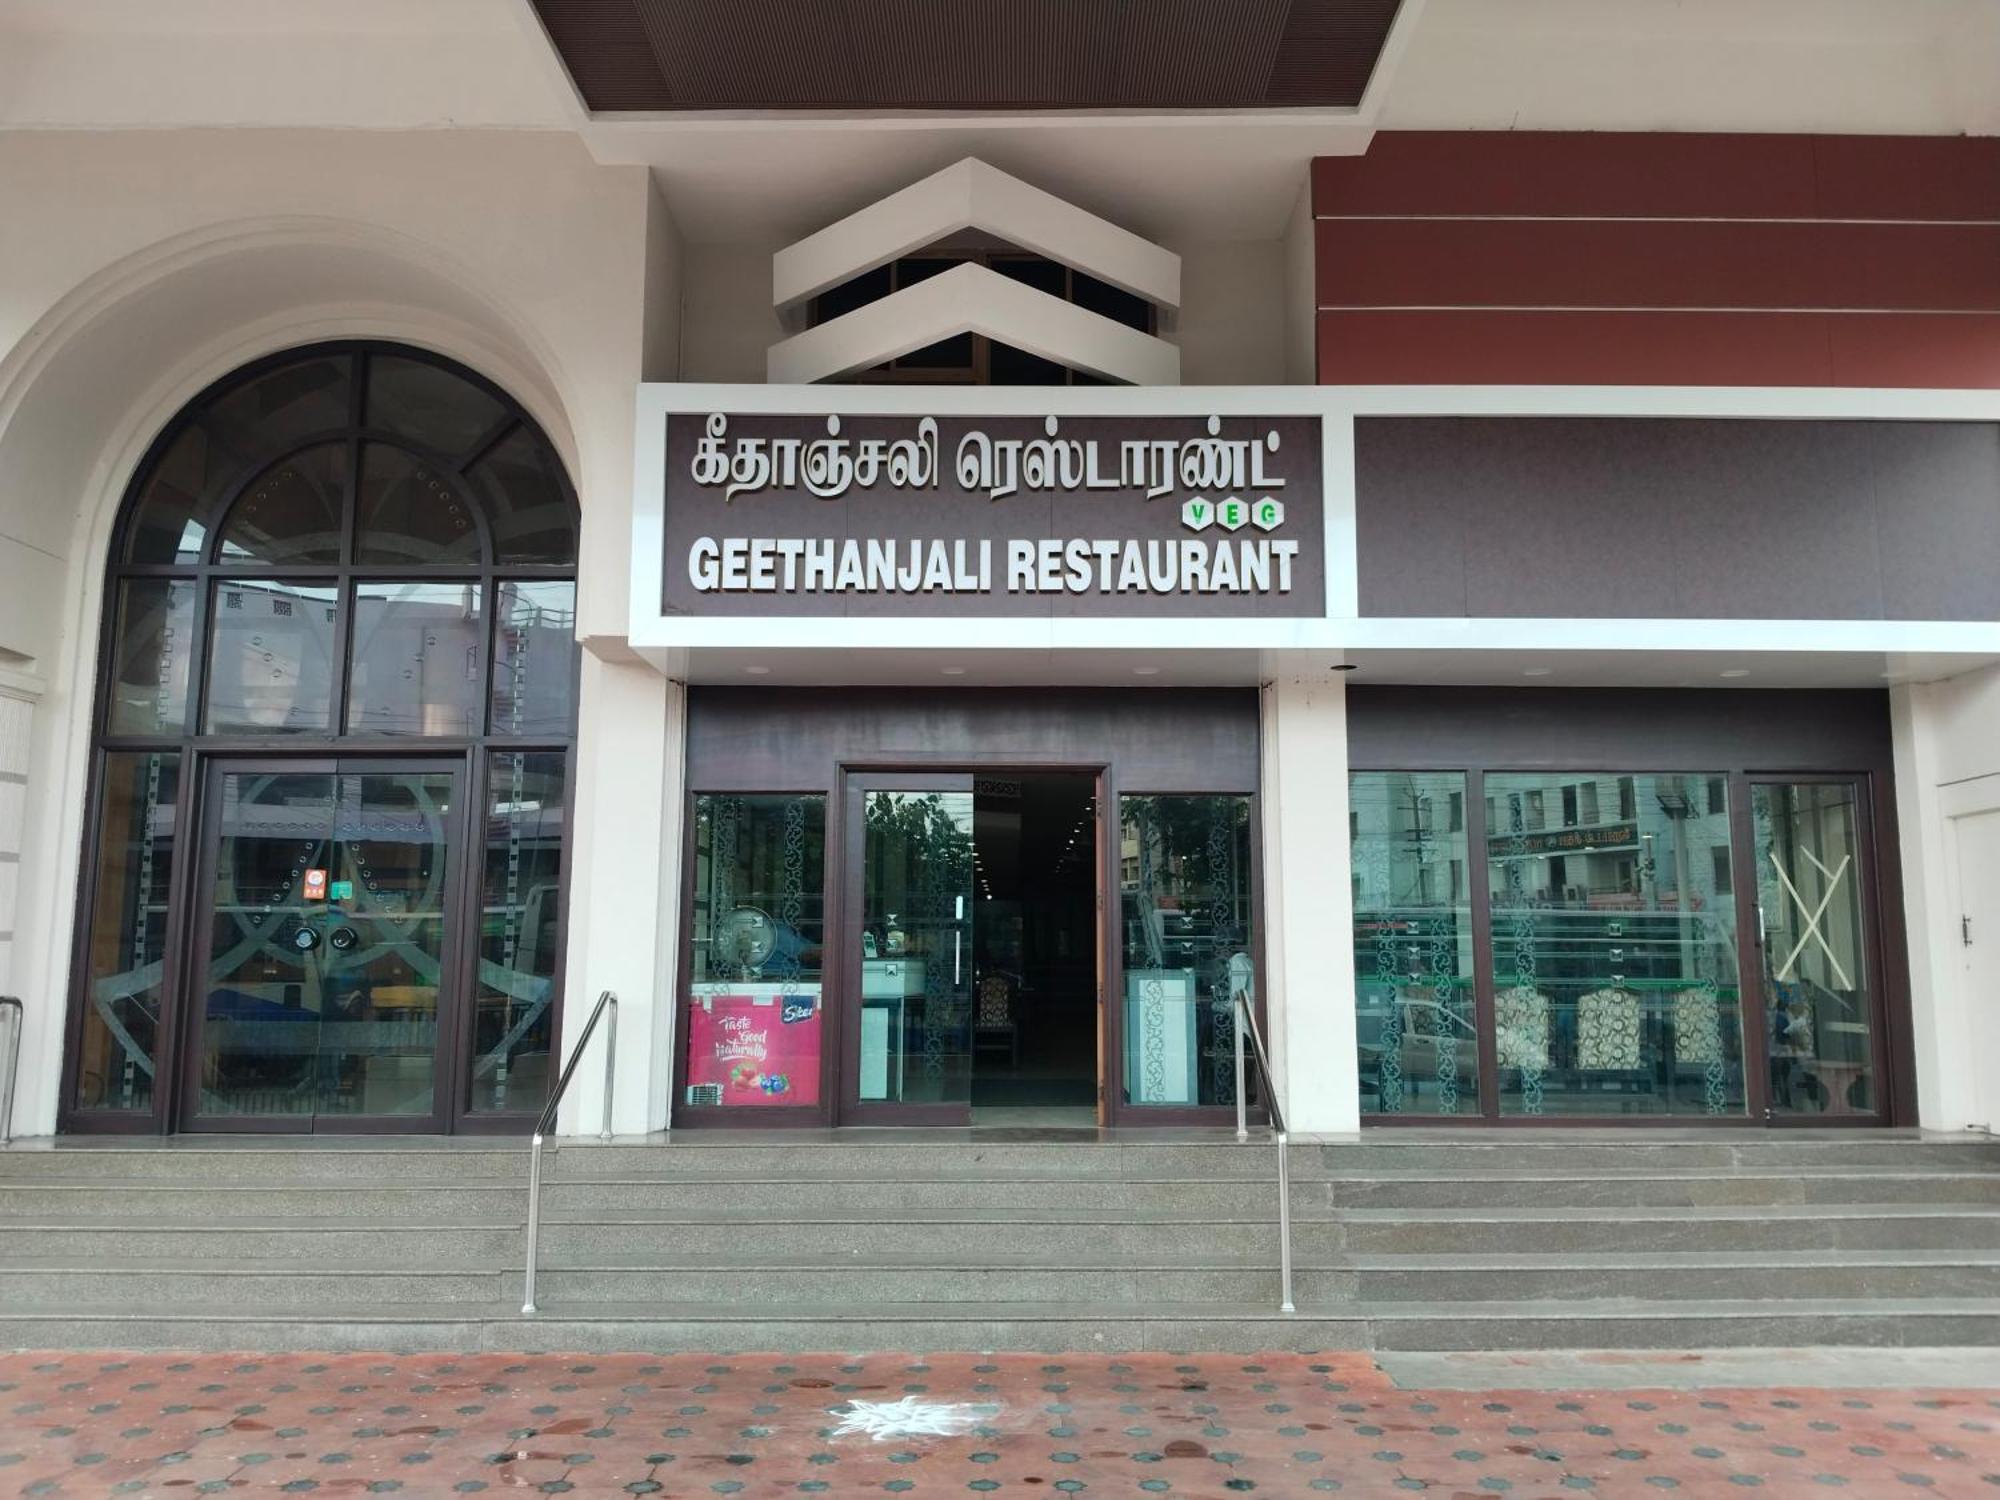 கீதாஞ்சலி ரெஸ்டாரண்ட்
VEG
GEETHANJALI RESTAURANT
Taste
Good
Naturally